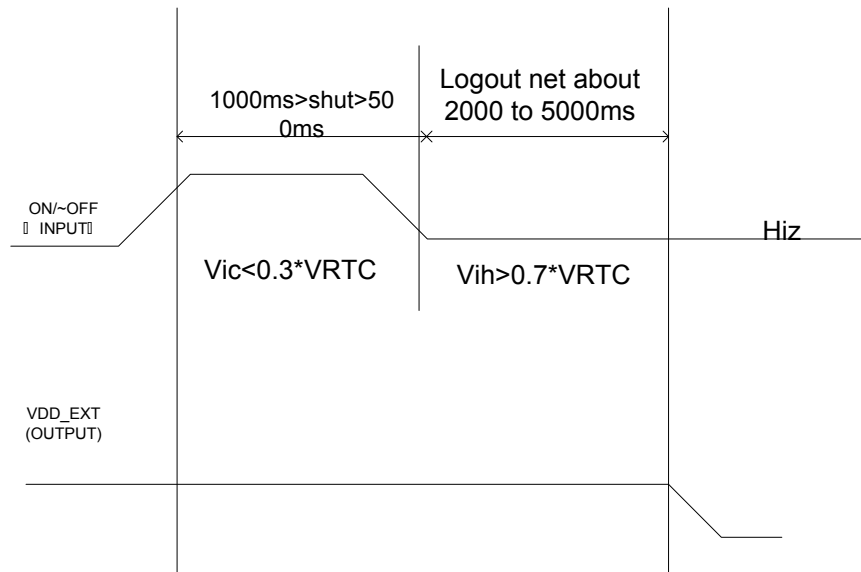 1000ms>shut>50
0ms
Logout net about
2000 to 5000ms
ON/~OFF
INPUT
Hiz
Vic<0.3*VRTC
Vih>0.7*VRTC
VDD_EXT
(OUTPUT)